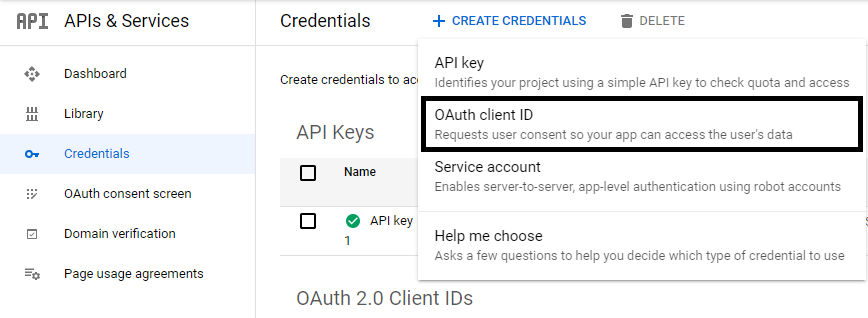 API APIs & Services
Dashboard
Library
Credentials
OAuth consent screen
Domain verification
Page usage agreements
Credentials
CREATE CREDENTIALS
DELETE
Create credentials to acc
API Keys
Name
API key
1
OAuth 2.0 Client IDs
API key
Identifies your project using a simple API key to check quota and access
OAuth client ID
Requests user consent so your app can access the user's data
Service account
Enables server-to-server, app-level authentication using robot accounts
Help me choose
Asks a few questions to help you decide which type of credential to use